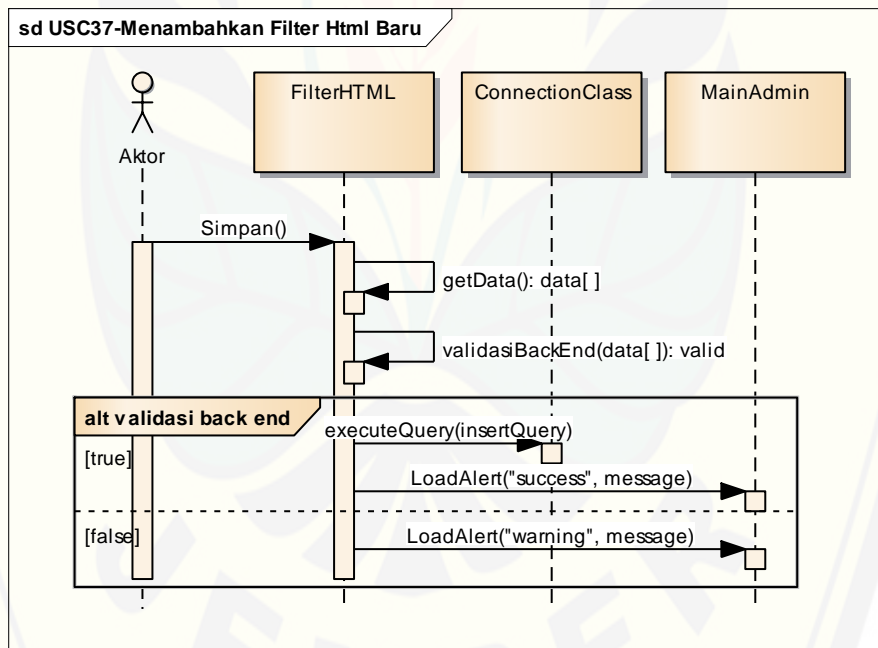 sd USC37-Menambahkan Filter Html Baru
Aktor
FilterHTML
ConnectionClass
MainAdmin
Simpan()
getData(): data[ ]
validasiBackEnd(data[ ]): valid
alt validasi back end
executeQuery(insertQuery)
[true]
LoadAlert("success", message)
[false]
LoadAlert("warning", message)